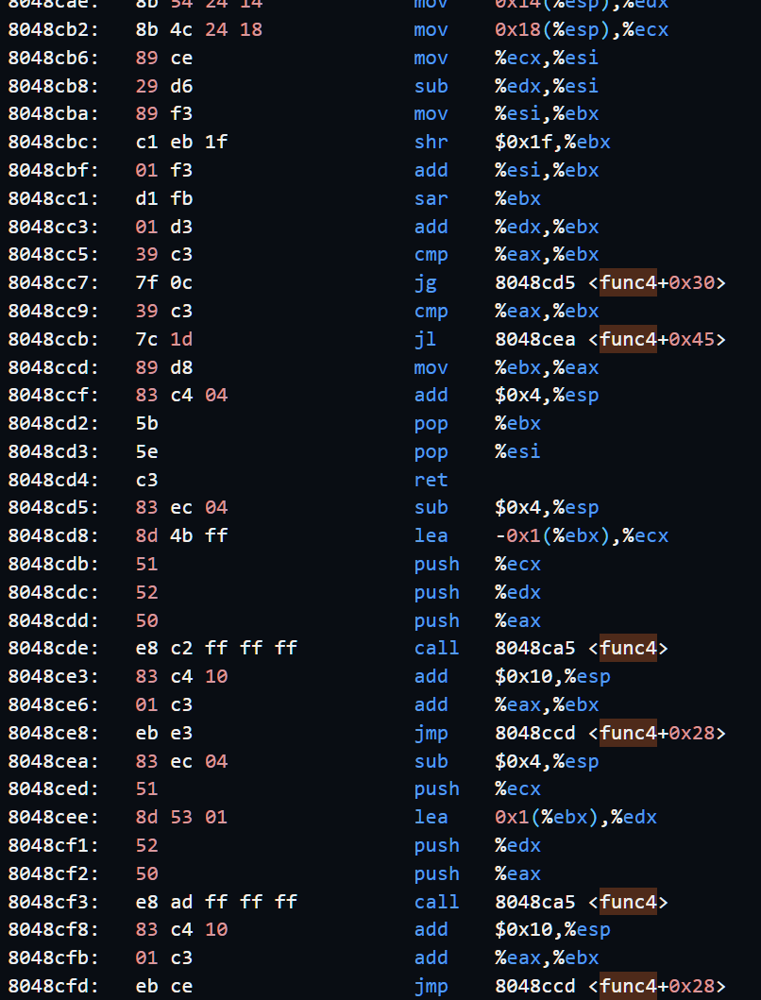 8048cae: 8b 54 24 14 mov 0x14(%esp),%edx
8048cb2: 8b 4c 24 18 mov 0x18(%esp),%ecx
8048cb6: 89 ce mov %ecx,%esi
8048cb8: 29 d6 sub %edx,%esi
8048cba: 89 f3 mov %esi,%ebx
8048cbc: c1 eb 1f shr $0x1f,%ebx
8048cbf: 01 f3 add %esi,%ebx
8048cc1: d1 fb sar %ebx
8048cc3: 01 d3 add %edx,%ebx
8048cc5: 39 c3 cmp %eax,%ebx
8048cc7: 7f 0c jg 8048cd5 <func4+0x30>
8048cc9: 39 c3 cmp %eax,%ebx
8048ccb: 7c 1d jl 8048cea <func4+0x45>
8048ccd: 89 d8 mov %ebx,%eax
8048ccf: 83 c4 04 add $0x4,%esp
8048cd2: 5b pop %ebx
8048cd3: 5e pop %esi
8048cd4: c3 ret
8048cd5: 83 ec 04 sub $0x4,%esp
8048cd8: 8d 4b ff lea -0x1(%ebx),%ecx
8048cdb: 51 push %ecx
8048cdc: 52 push %edx
8048cdd: 50 push %eax
8048cde: e8 c2 ff ff ff call 8048ca5 <func4>
8048ce3: 83 c4 10 add $0x10,%esp
8048ce6: 01 c3 add %eax,%ebx
8048ce8: eb e3 jmp 8048ccd <func4+0x28>
8048cea: 83 ec 04 sub $0x4,%esp
8048ced: 51 push %ecx
8048cee: 8d 53 01 lea 0x1(%ebx),%edx
8048cf1: 52 push %edx
8048cf2: 50 push %eax
8048cf3: e8 ad ff ff ff call 8048ca5 <func4>
8048cf8: 83 c4 10 add $0x10,%esp
8048cfb: 01 c3 add %eax,%ebx
8048cfd: eb ce jmp 8048ccd <func4+0x28>